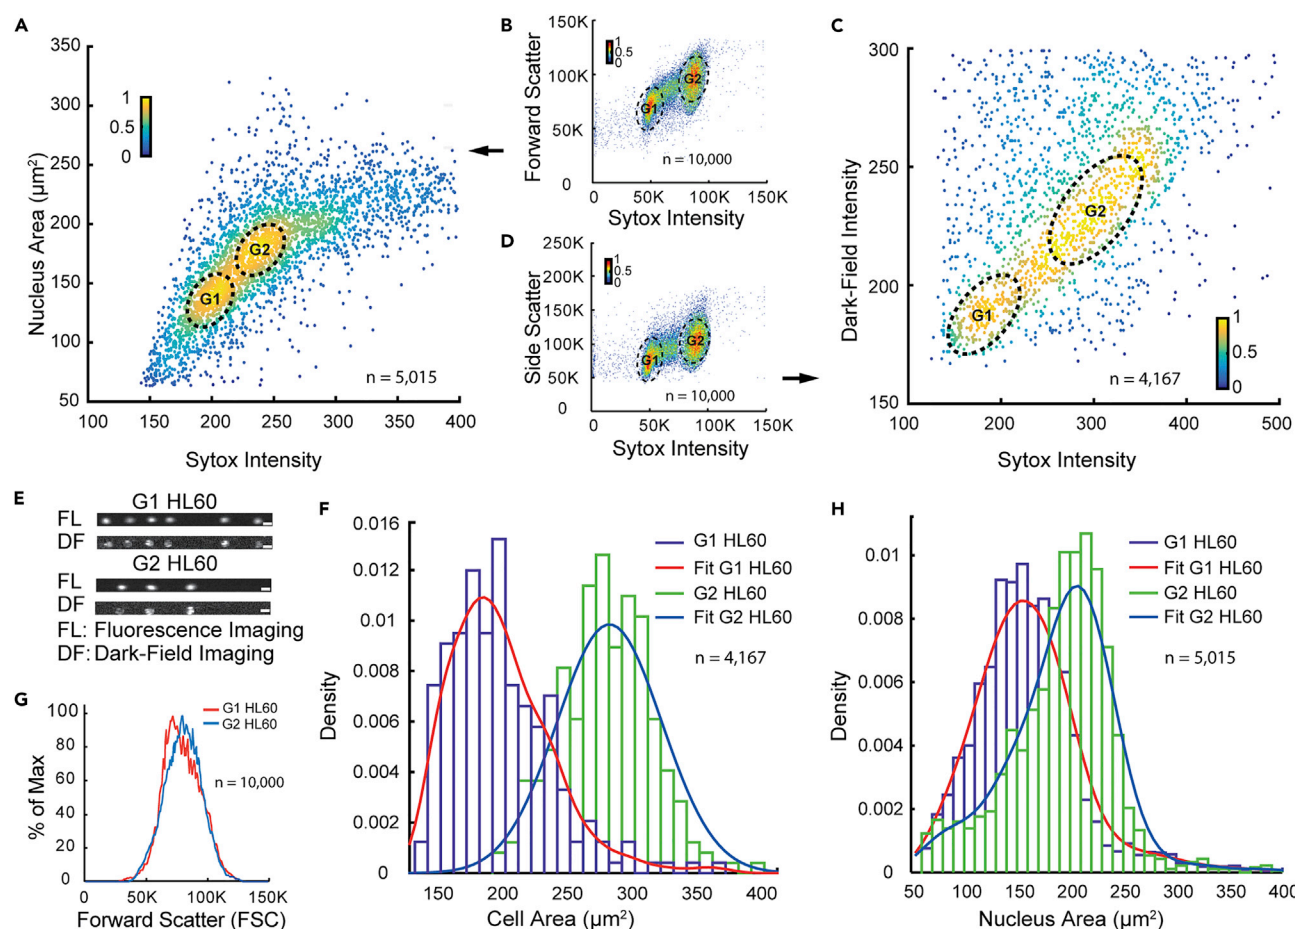 A
350
300
250
200
150
100
50
Nucleus Area (µm²)
1
0.5
0
G1
G2
n = 5,015
100 150 200 250 300 350 400
Sytox Intensity
B
150K
100K
50K
0
Forward Scatter
1
0.5
0
G1
G2
n = 10,000
0 50K 100K 150K
Sytox Intensity
C
300
250
200
150
Dark-Field Intensity
G1
G2
1
0.5
0
n = 4,167
100 200 300 400 500
Sytox Intensity
D
250K
200K
150K
100K
50K
0
Side Scatter
1
0.5
0
G1
G2
n = 10,000
0 50K 100K 150K
Sytox Intensity
E
G1 HL60
FL
DF
G2 HL60
FL
DF
FL: Fluorescence Imaging
DF: Dark-Field Imaging
F
0.016
0.014
0.012
0.01
0.008
0.006
0.004
0.002
0
Density
G1 HL60
Fit G1 HL60
G2 HL60
Fit G2 HL60
n = 4,167
150 200 250 300 350 400
Cell Area (µm²)
G
100
80
60
40
20
0
% of Max
G1 HL60
G2 HL60
n = 10,000
0 50K 100K 150K
Forward Scatter (FSC)
H
0.01
0.008
0.006
0.004
0.002
0
Density
G1 HL60
Fit G1 HL60
G2 HL60
Fit G2 HL60
n = 5,015
50 100 150 200 250 300 350 400
Nucleus Area (µm²)